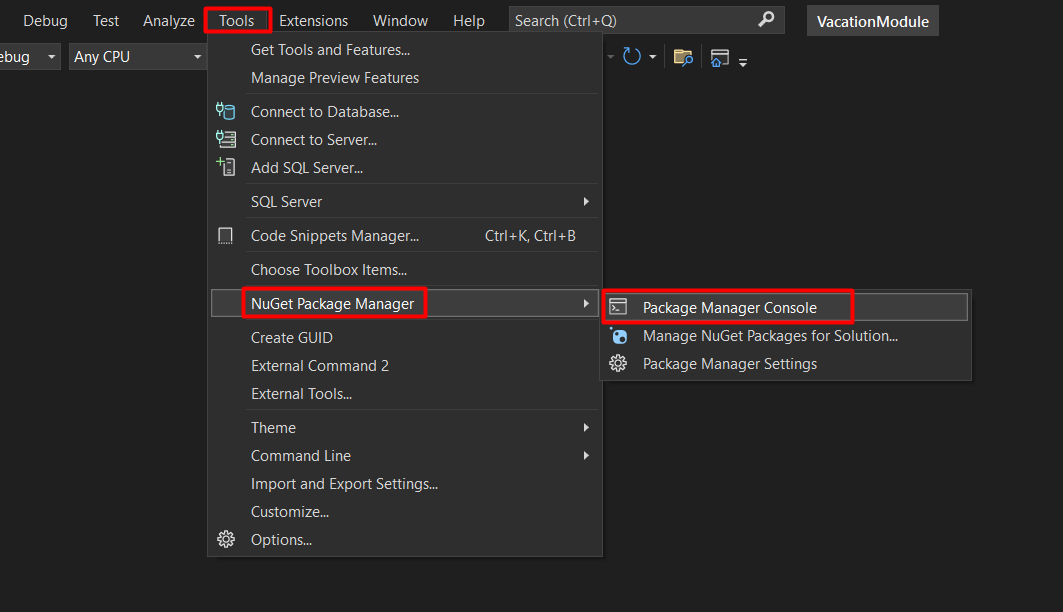 Debug Test Analyze Tools Extensions Window Help Search (Ctrl+Q) VacationModule
ebug Any CPU
Get Tools and Features...
Manage Preview Features
Connect to Database...
Connect to Server...
Add SQL Server...
SQL Server
Code Snippets Manager... Ctrl+K, Ctrl+B
Choose Toolbox Items...
NuGet Package Manager
Package Manager Console
Manage NuGet Packages for Solution...
Package Manager Settings
Create GUID
External Command 2
External Tools...
Theme
Command Line
Import and Export Settings...
Customize...
Options...